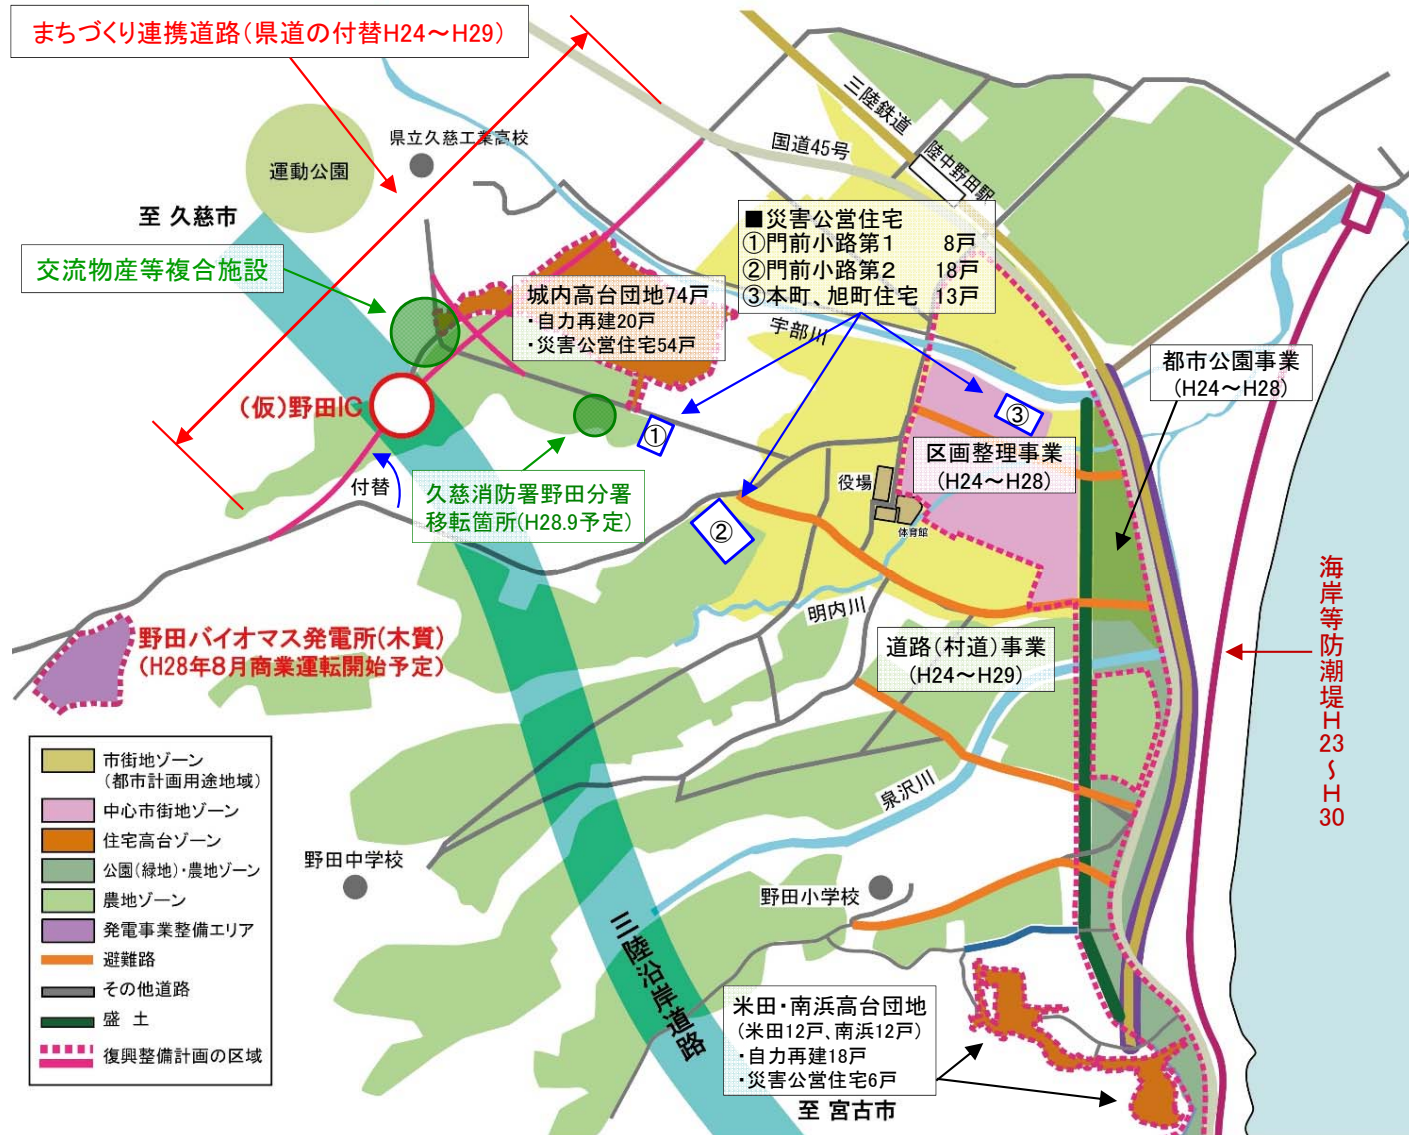 まちづくり連携道路(県道の付替H24～H29)
三陸鉄道
国道45号
陸中野田駅
県立久慈工業高校
運動公園
至 久慈市
交流物産等複合施設
■災害公営住宅
①門前小路第1 8戸
②門前小路第2 18戸
③本町、旭町住宅 13戸
城内高台団地74戸
・自力再建20戸
・災害公営住宅54戸
宇部川
都市公園事業
(H24～H28)
(仮)野田IC
①
③
区画整理事業
(H24～H28)
役場
体育館
付替
久慈消防署野田分署
移転箇所(H28.9予定)
②
海岸等防潮堤H23～H30
明内川
野田バイオマス発電所(木質)
(H28年8月商業運転開始予定)
道路(村道)事業
(H24～H29)
泉沢川
市街地ゾーン
(都市計画用途地域)
中心市街地ゾーン
住宅高台ゾーン
公園(緑地)・農地ゾーン
農地ゾーン
発電事業整備エリア
避難路
その他道路
盛 土
復興整備計画の区域
野田中学校
野田小学校
三陸沿岸道路
米田・南浜高台団地
(米田12戸、南浜12戸)
・自力再建18戸
・災害公営住宅6戸
至 宮古市